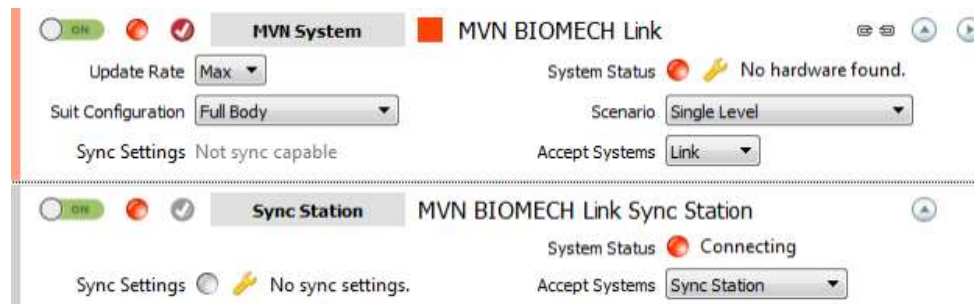 ON MVN System MVN BIOMECH Link
Update Rate Max System Status No hardware found.
Suit Configuration Full Body Scenario Single Level
Sync Settings Not sync capable Accept Systems Link
ON Sync Station MVN BIOMECH Link Sync Station
System Status Connecting
Sync Settings No sync settings. Accept Systems Sync Station